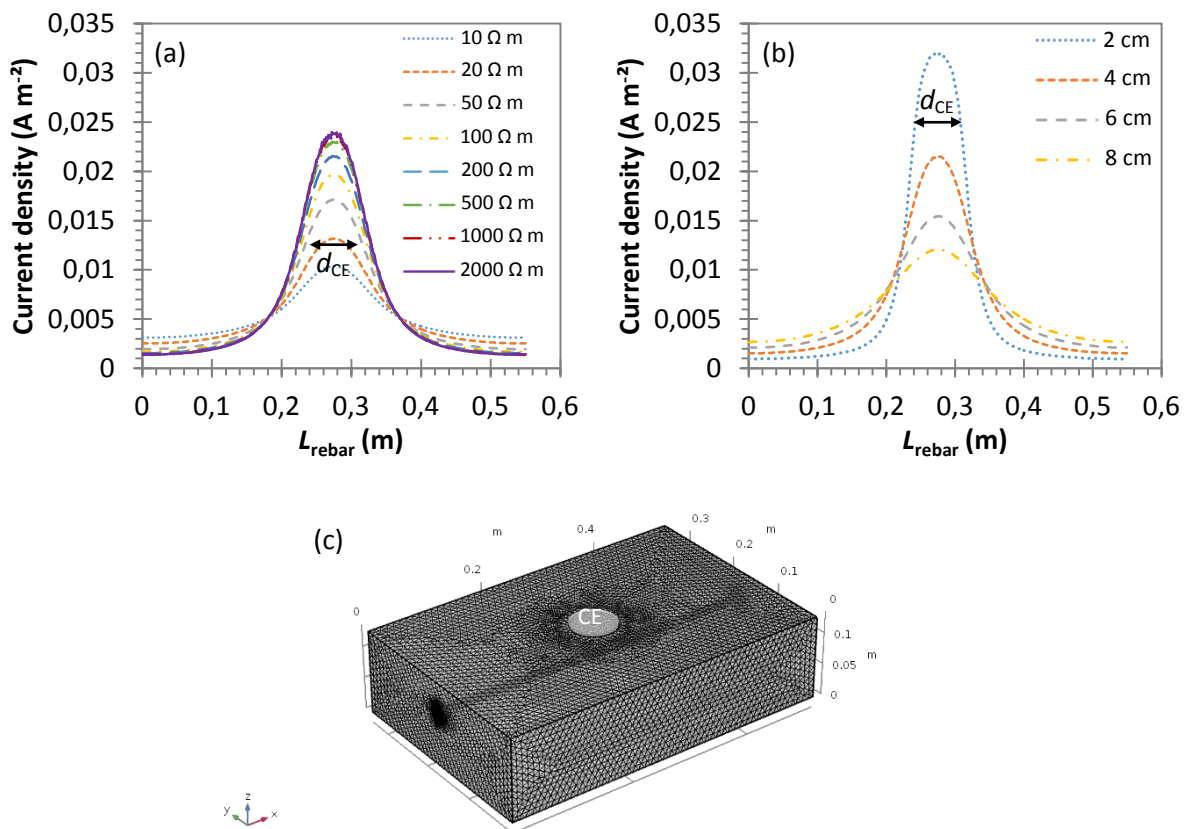 (a)
0,035
0,03
0,025
0,02
0,015
0,01
0,005
0
Current density (A m⁻²)
10 Ω m
20 Ω m
50 Ω m
100 Ω m
200 Ω m
500 Ω m
1000 Ω m
2000 Ω m
dCE
0 0,1 0,2 0,3 0,4 0,5 0,6
Lrebar (m)
(b)
0,035
0,03
0,025
0,02
0,015
0,01
0,005
0
Current density (A m⁻²)
2 cm
4 cm
6 cm
8 cm
dCE
0 0,1 0,2 0,3 0,4 0,5 0,6
Lrebar (m)
(c)
m
0.4
0.2
0
0.3
m
0.2
0.1
0
0
0.1
0.05
m
0
CE
z
y
x